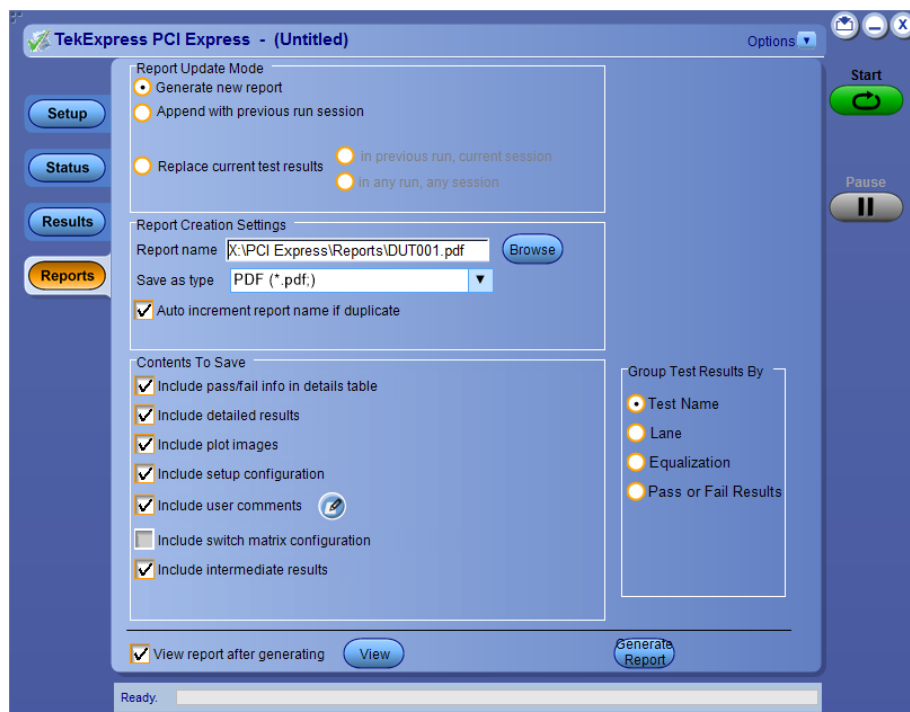 TekExpress PCI Express - (Untitled)
Options
X
Start
Pause
Setup
Status
Results
Reports
Report Update Mode
Generate new report
Append with previous run session
Replace current test results
in previous run, current session
in any run, any session
Report Creation Settings
Report name X:\PCI Express\Reports\DUT001.pdf Browse
Save as type PDF (*.pdf;)
Auto increment report name if duplicate
Contents To Save
Include pass/fail info in details table
Include detailed results
Include plot images
Include setup configuration
Include user comments
Include switch matrix configuration
Include intermediate results
Group Test Results By
Test Name
Lane
Equalization
Pass or Fail Results
View report after generating View
Generate
Report
Ready.